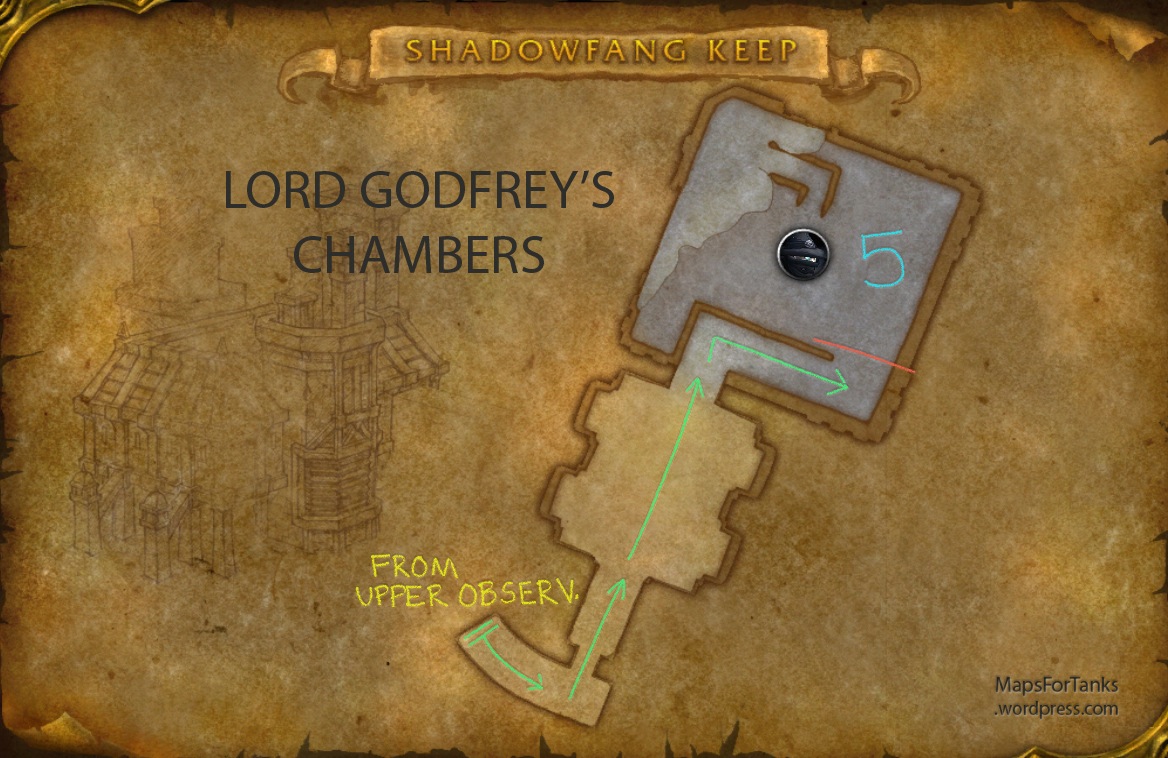 SHADOWFANG KEEP
LORD GODFREY'S
CHAMBERS
5
FROM
UPPER OBSERV.
MapsForTanks
.wordpress.com